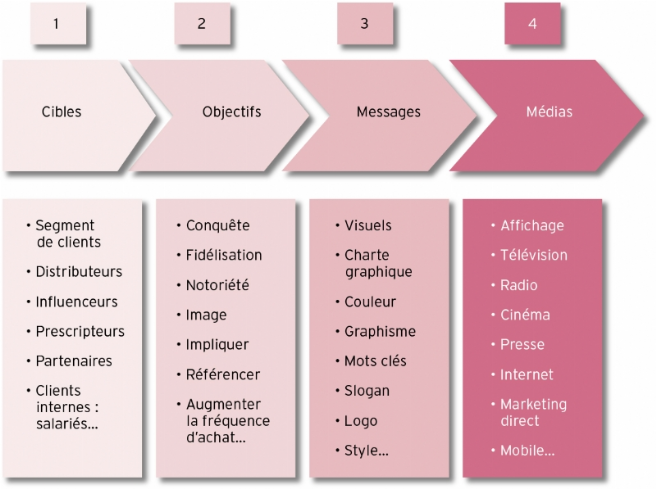 1
2
3
4
Cibles
Objectifs
Messages
Médias
• Segment
de clients
• Distributeurs
• Influenceurs
• Prescripteurs
• Partenaires
• Clients
internes :
salariés...
• Conquête
• Fidélisation
• Notoriété
• Image
• Impliquer
• Référencer
• Augmenter
la fréquence
d'achat...
• Visuels
• Charte
graphique
• Couleur
• Graphisme
• Mots clés
• Slogan
• Logo
• Style...
• Affichage
• Télévision
• Radio
• Cinéma
• Presse
• Internet
• Marketing
direct
• Mobile...